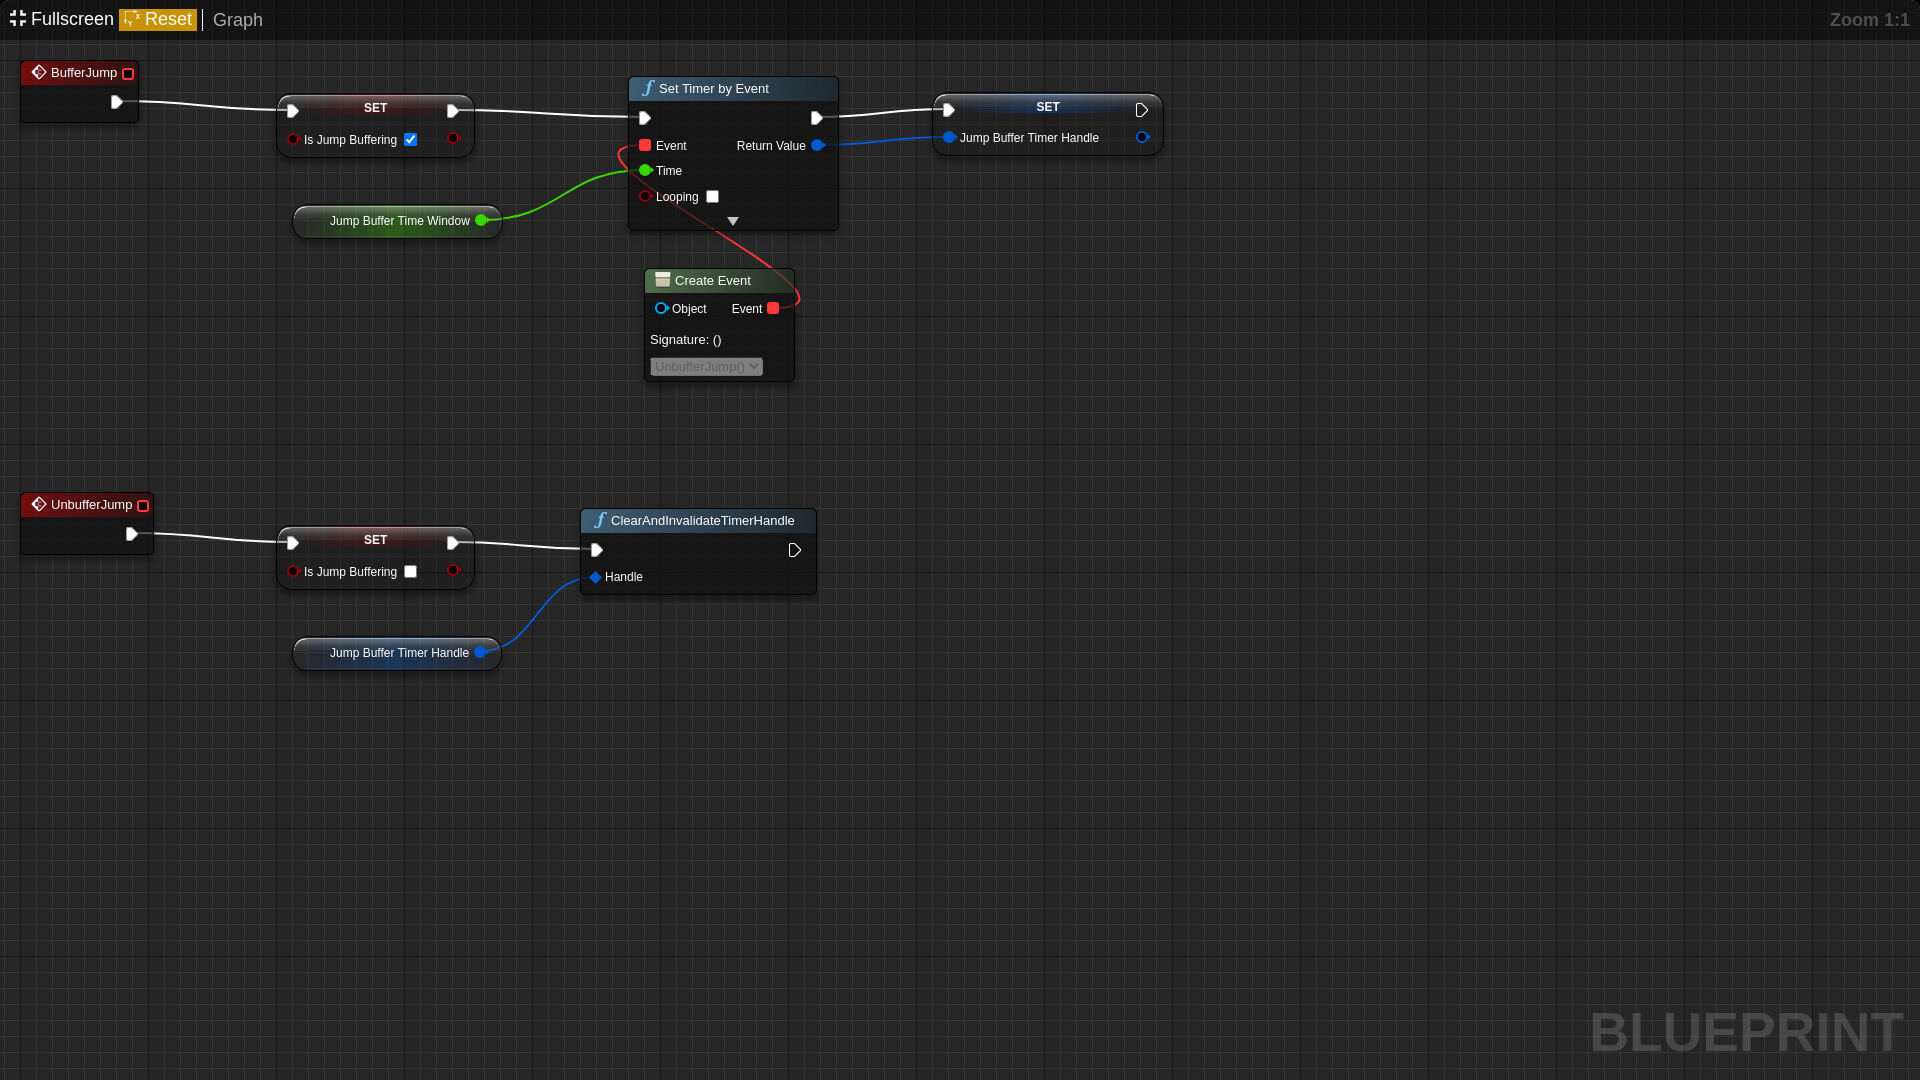 Fullscreen Reset Graph Zoom 1:1
BufferJump
SET
Is Jump Buffering
Jump Buffer Time Window
Set Timer by Event
Event Return Value
Time
Looping
SET
Jump Buffer Timer Handle
Create Event
Object Event
Signature: ()
UnbufferJump()
UnbufferJump
SET
Is Jump Buffering
Jump Buffer Timer Handle
ClearAndInvalidateTimerHandle
Handle
BLUEPRINT